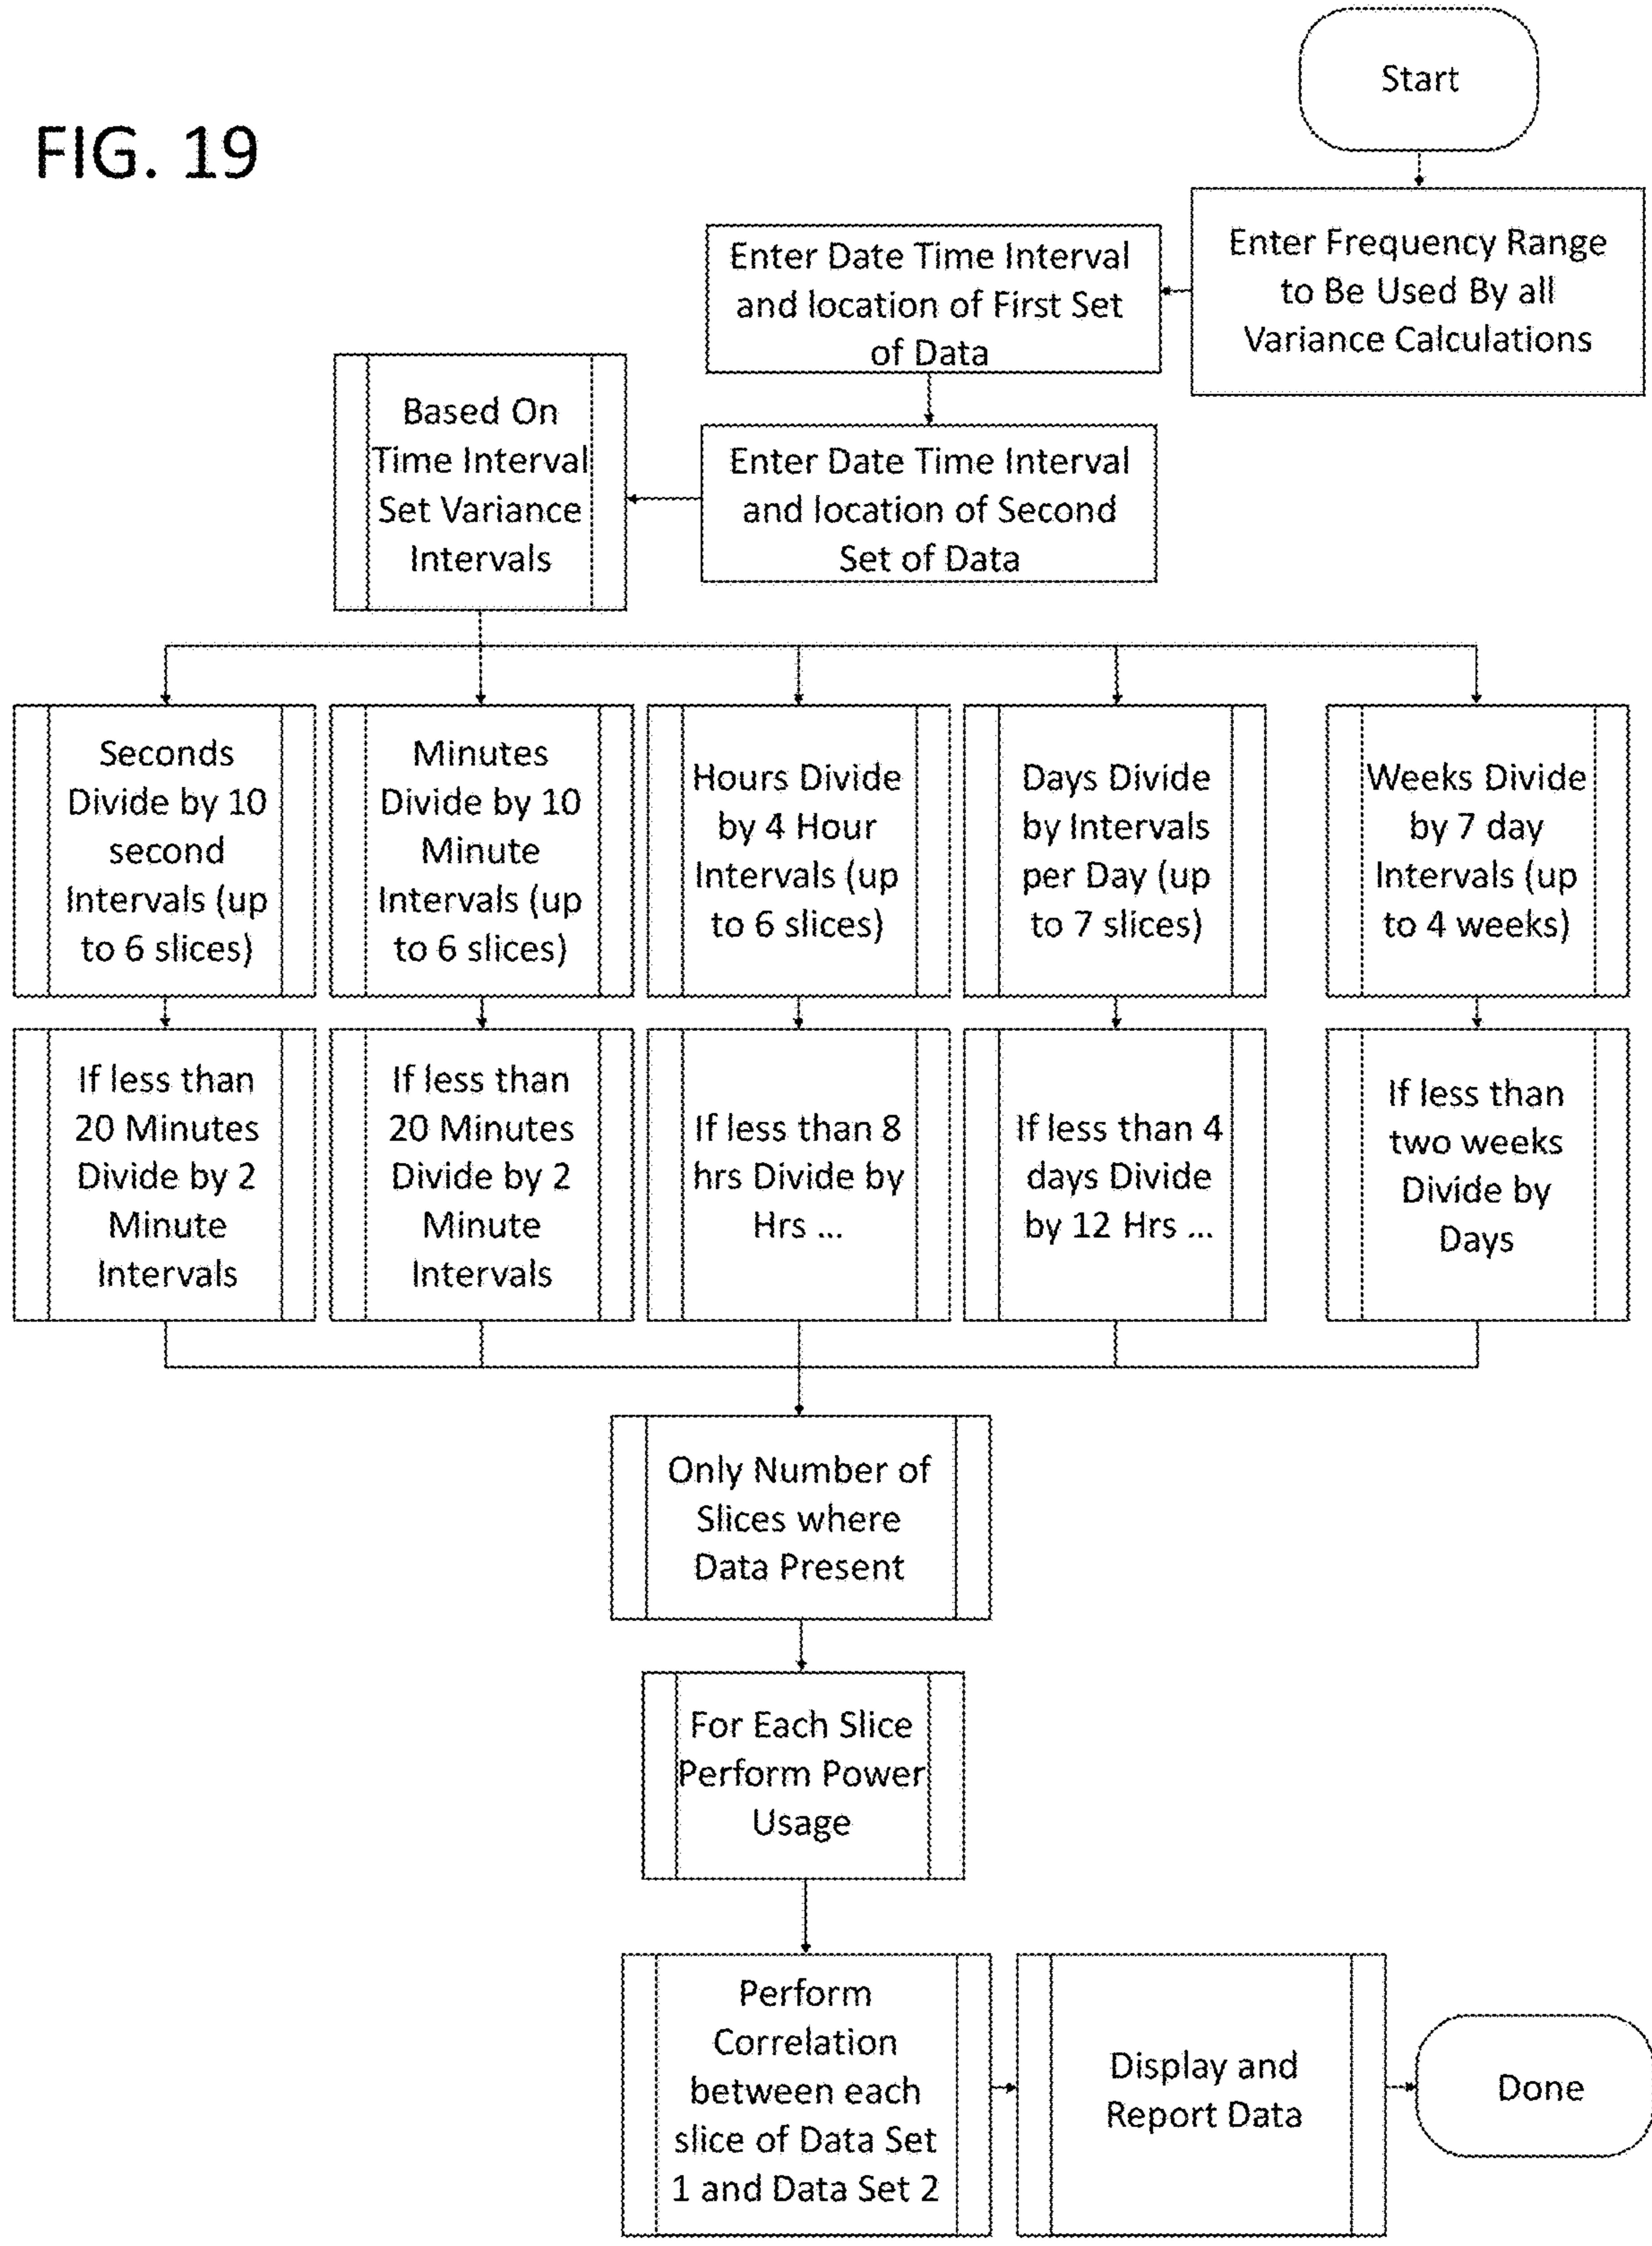 FIG. 19
Start
Enter Frequency Range
to Be Used By all
Variance Calculations
Enter Date Time Interval
and location of First Set
of Data
Enter Date Time Interval
and location of Second
Set of Data
Based On
Time Interval
Set Variance
Intervals
Seconds
Divide by 10
second
Intervals (up
to 6 slices)
Minutes
Divide by 10
Minute
Intervals (up
to 6 slices)
Hours Divide
by 4 Hour
Intervals (up
to 6 slices)
Days Divide
by Intervals
per Day (up
to 7 slices)
Weeks Divide
by 7 day
Intervals (up
to 4 weeks)
If less than
20 Minutes
Divide by 2
Minute
Intervals
If less than
20 Minutes
Divide by 2
Minute
Intervals
If less than 8
hrs Divide by
Hrs ...
If less than 4
days Divide
by 12 Hrs ...
If less than
two weeks
Divide by
Days
Only Number of
Slices where
Data Present
For Each Slice
Perform Power
Usage
Perform
Correlation
between each
slice of Data Set
1 and Data Set 2
Display and
Report Data
Done